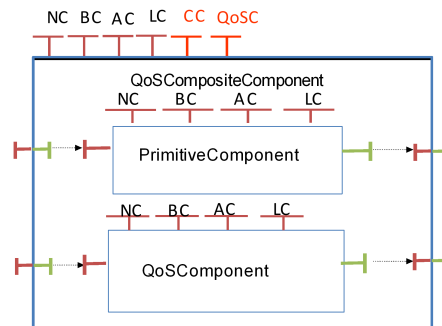 NC BC AC LC CC QoSC
QoSCompositeComponent
NC BC AC LC
PrimitiveComponent
NC BC AC LC
QoSComponent